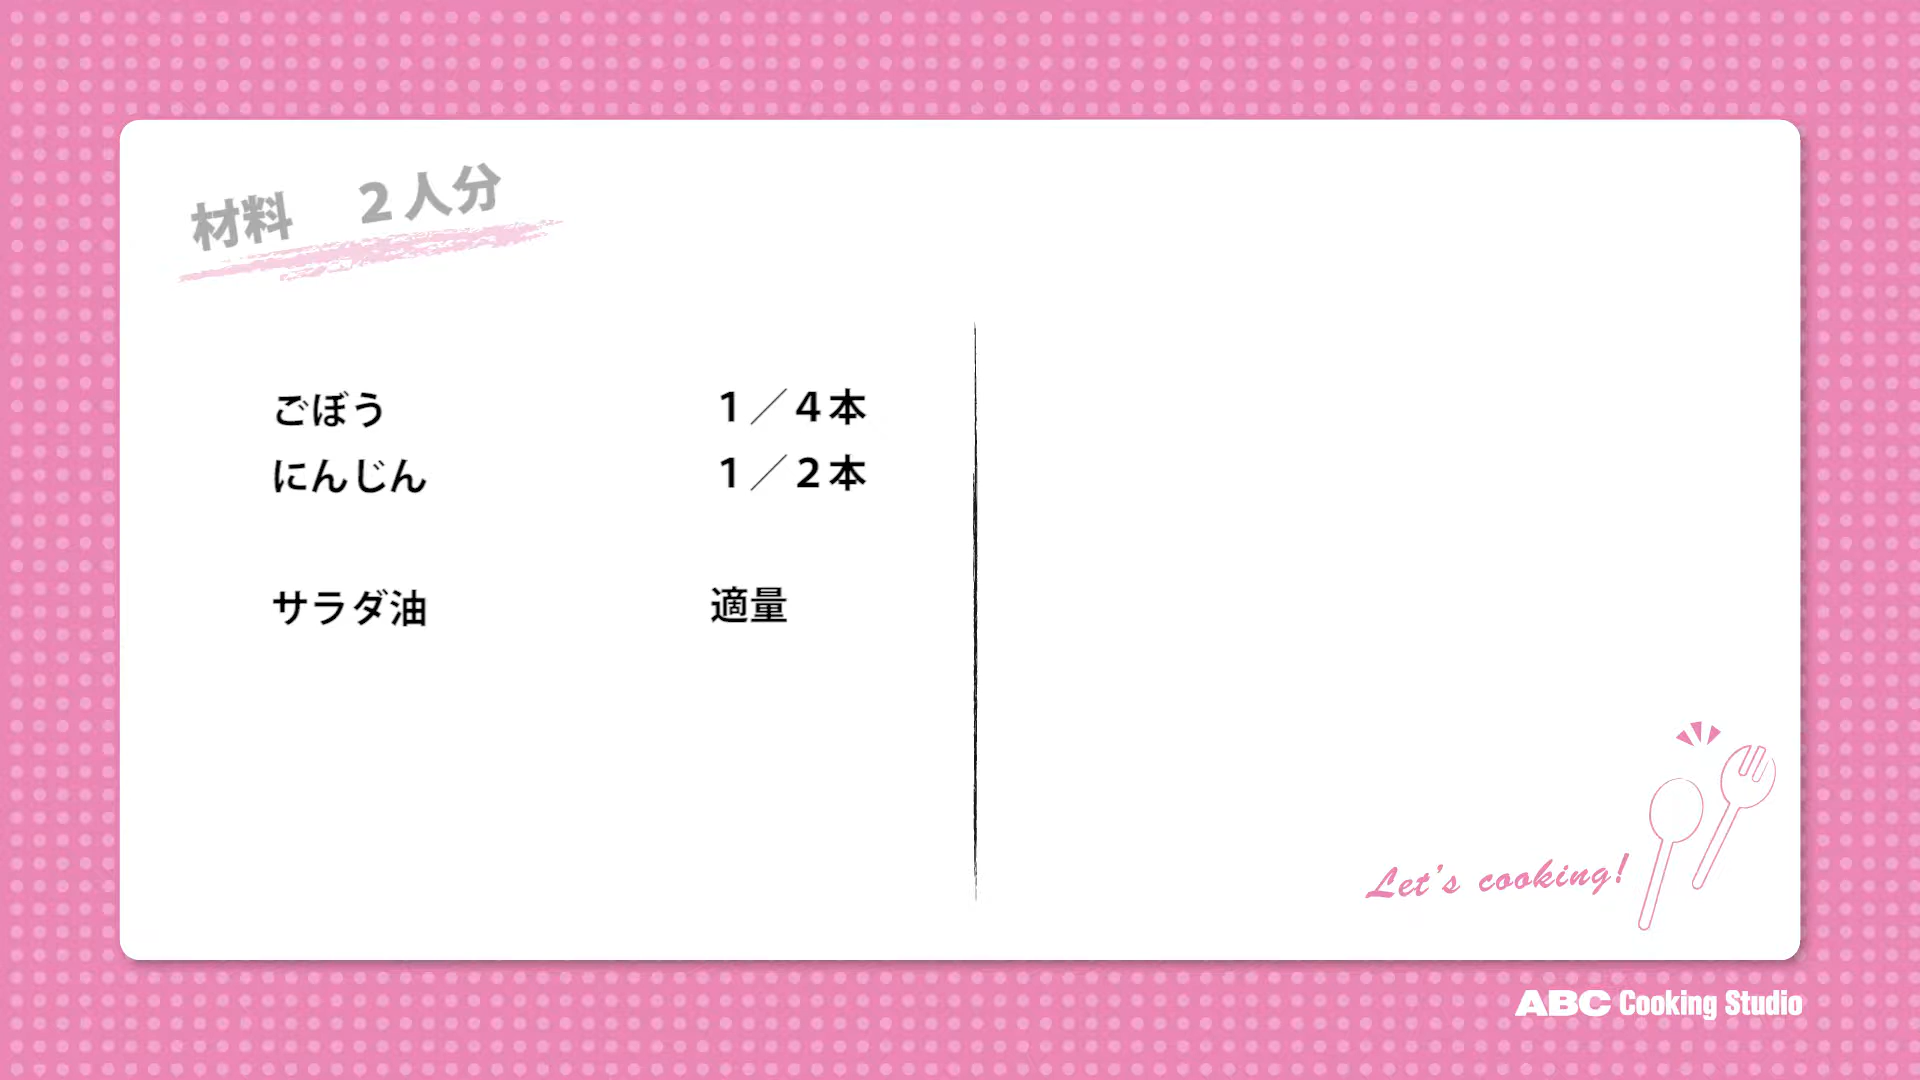 材料　２人分
ごぼう　１／４本
にんじん　１／２本
サラダ油　適量
Let's cooking!
ABC Cooking Studio